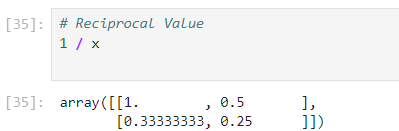 [35]: # Reciprocal Value
1 / x
[35]: array([[1.        , 0.5       ],
       [0.33333333, 0.25      ]])